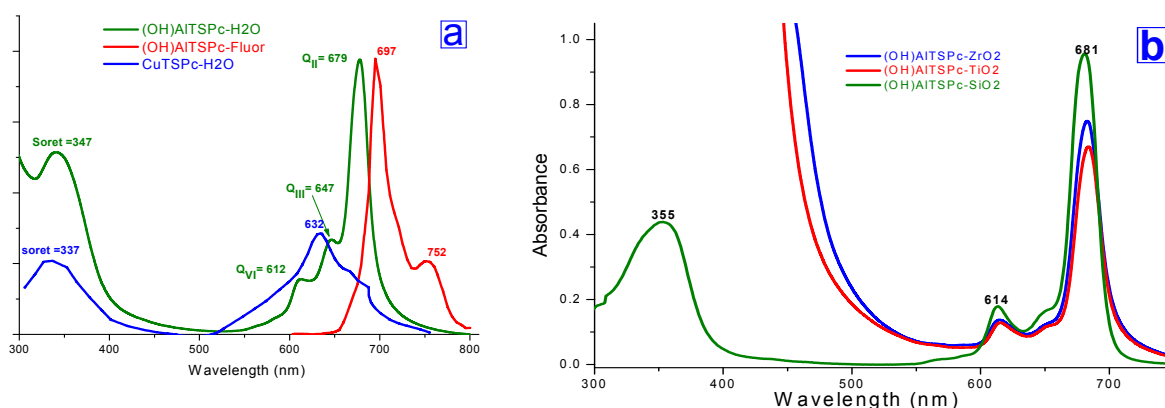 (OH)AlTSPc-H2O
(OH)AlTSPc-Fluor
CuTSPc-H2O
a
QII= 679
697
Soret =347
QIII= 647
632
soret=337
QVI= 612
752
300 400 500 600 700 800
Wavelength (nm)
b
(OH)AlTSPc-ZrO2
(OH)AlTSPc-TiO2
(OH)AlTSPc-SiO2
681
355
614
1.0
0.8
0.6
0.4
0.2
0.0
Absorbance
300 400 500 600 700
Wavelength (nm)